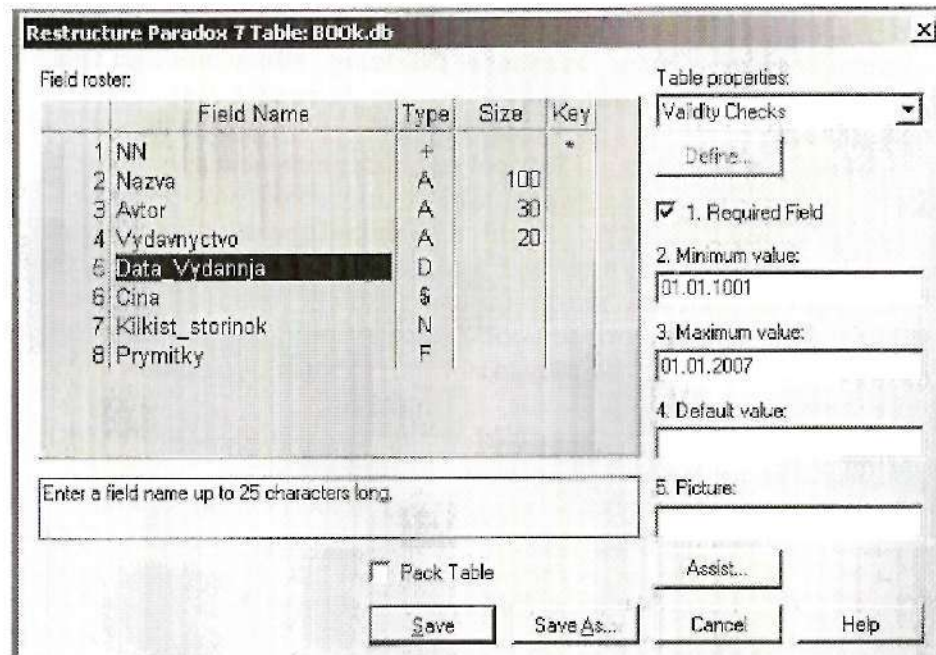 Restructure Paradox 7 Table: BOOk.db
Field roster:
Field Name Type Size Key
1 NN + *
2 Nazva A 100
3 Avtor A 30
4 Vydavnyctvo A 20
5 Data_Vydannja D
6 Cina $
7 Kilkist_storinok N
8 Prymitky F
Enter a field name up to 25 characters long.
Pack Table
Save
Save As...
Table properties:
Validity Checks
Define...
1. Required Field
2. Minimum value:
01.01.1001
3. Maximum value:
01.01.2007
4. Default value:
5. Picture:
Assist...
Cancel
Help